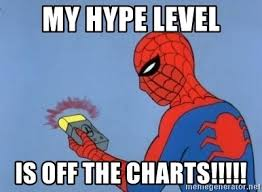 MY HYPE LEVEL
IS OFF THE CHARTS!!!!!
memegenerator.net